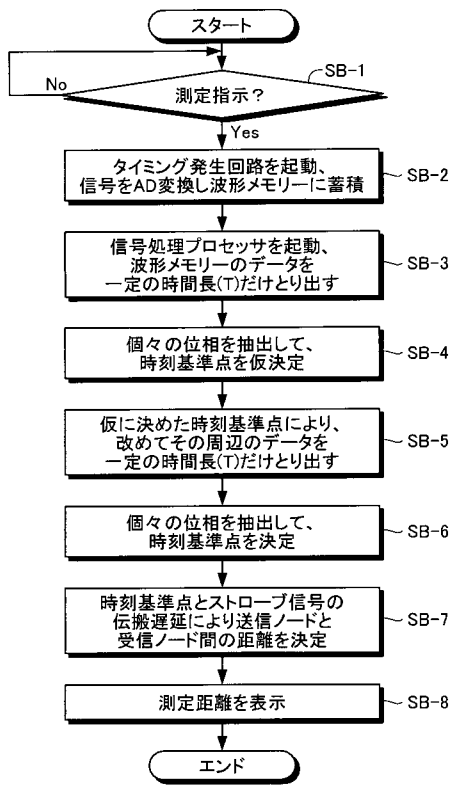 スタート
SB-1
No
測定指示?
Yes
タイミング発生回路を起動、
信号をAD変換し波形メモリーに蓄積
SB-2
信号処理プロセッサを起動、
波形メモリーのデータを
一定の時間長(T)だけとり出す
SB-3
個々の位相を抽出して、
時刻基準点を仮決定
SB-4
仮に決めた時刻基準点により、
改めてその周辺のデータを
一定の時間長(T)だけとり出す
SB-5
個々の位相を抽出して、
時刻基準点を決定
SB-6
時刻基準点とストローブ信号の
伝搬遅延により送信ノードと
受信ノード間の距離を決定
SB-7
測定距離を表示
SB-8
エンド